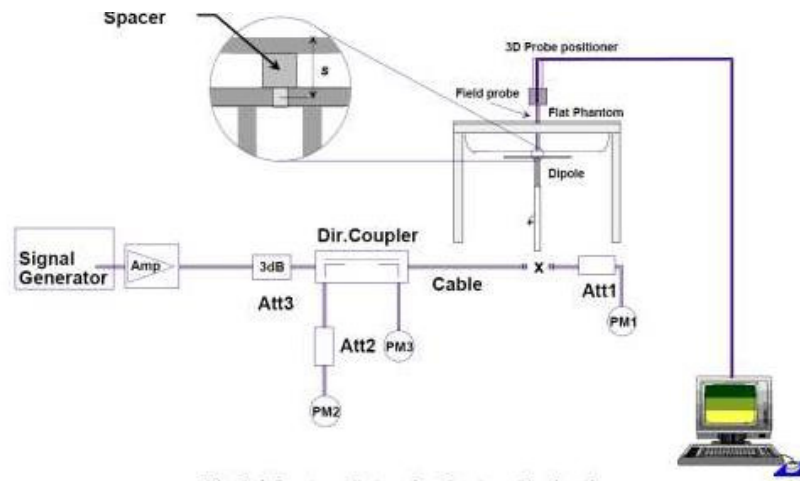 Spacer
s
3D Probe positioner
Field probe
Flat Phantom
Dipole
Dir.Coupler
Signal
Generator
Amp
3dB
Att3
Cable
x
Att1
PM1
Att2
PM3
PM2